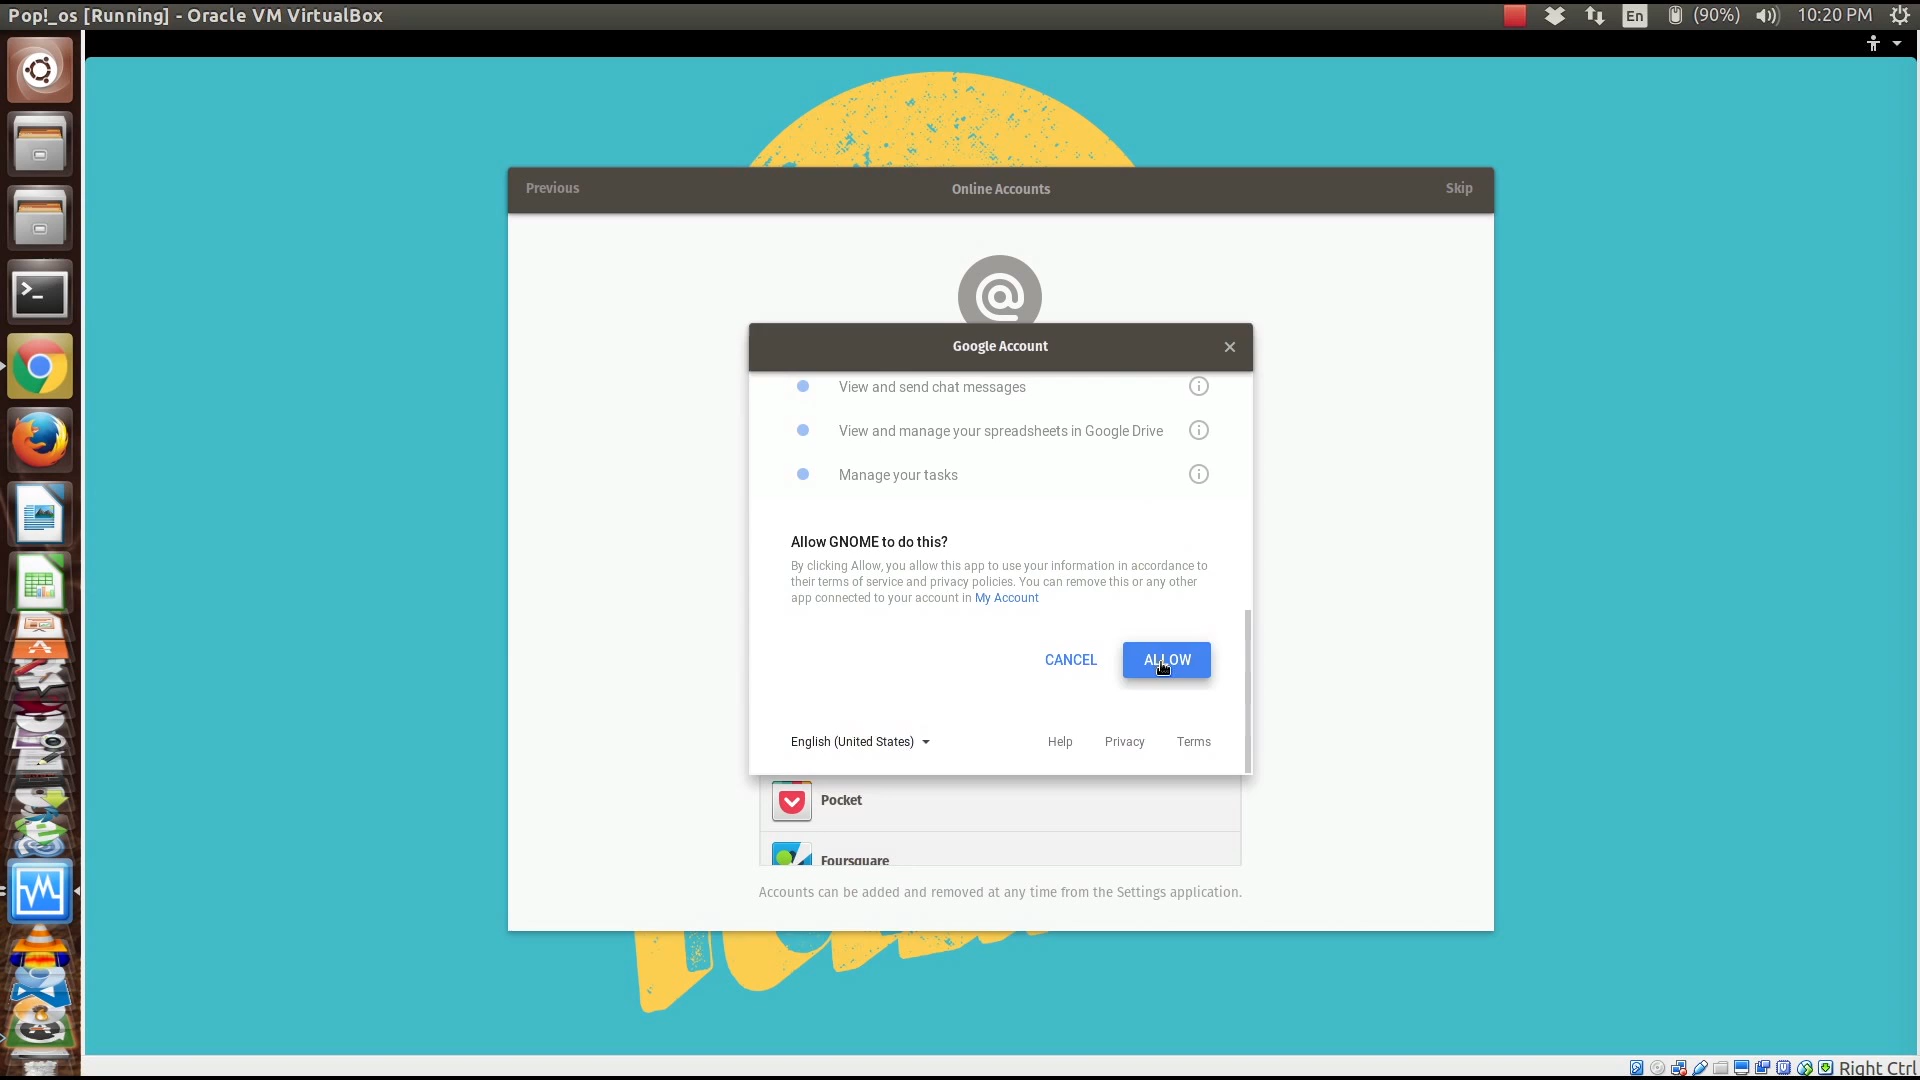 Pop!_os [Running] - Oracle VM VirtualBox
En
(90%)
10:20 PM
Previous
Online Accounts
Skip
Google Account
View and send chat messages
View and manage your spreadsheets in Google Drive
Manage your tasks
Allow GNOME to do this?
By clicking Allow, you allow this app to use your information in accordance to
their terms of service and privacy policies. You can remove this or any other
app connected to your account in My Account
CANCEL
ALLOW
English (United States)
Help
Privacy
Terms
Pocket
Foursquare
Accounts can be added and removed at any time from the Settings application.
Right Ctrl